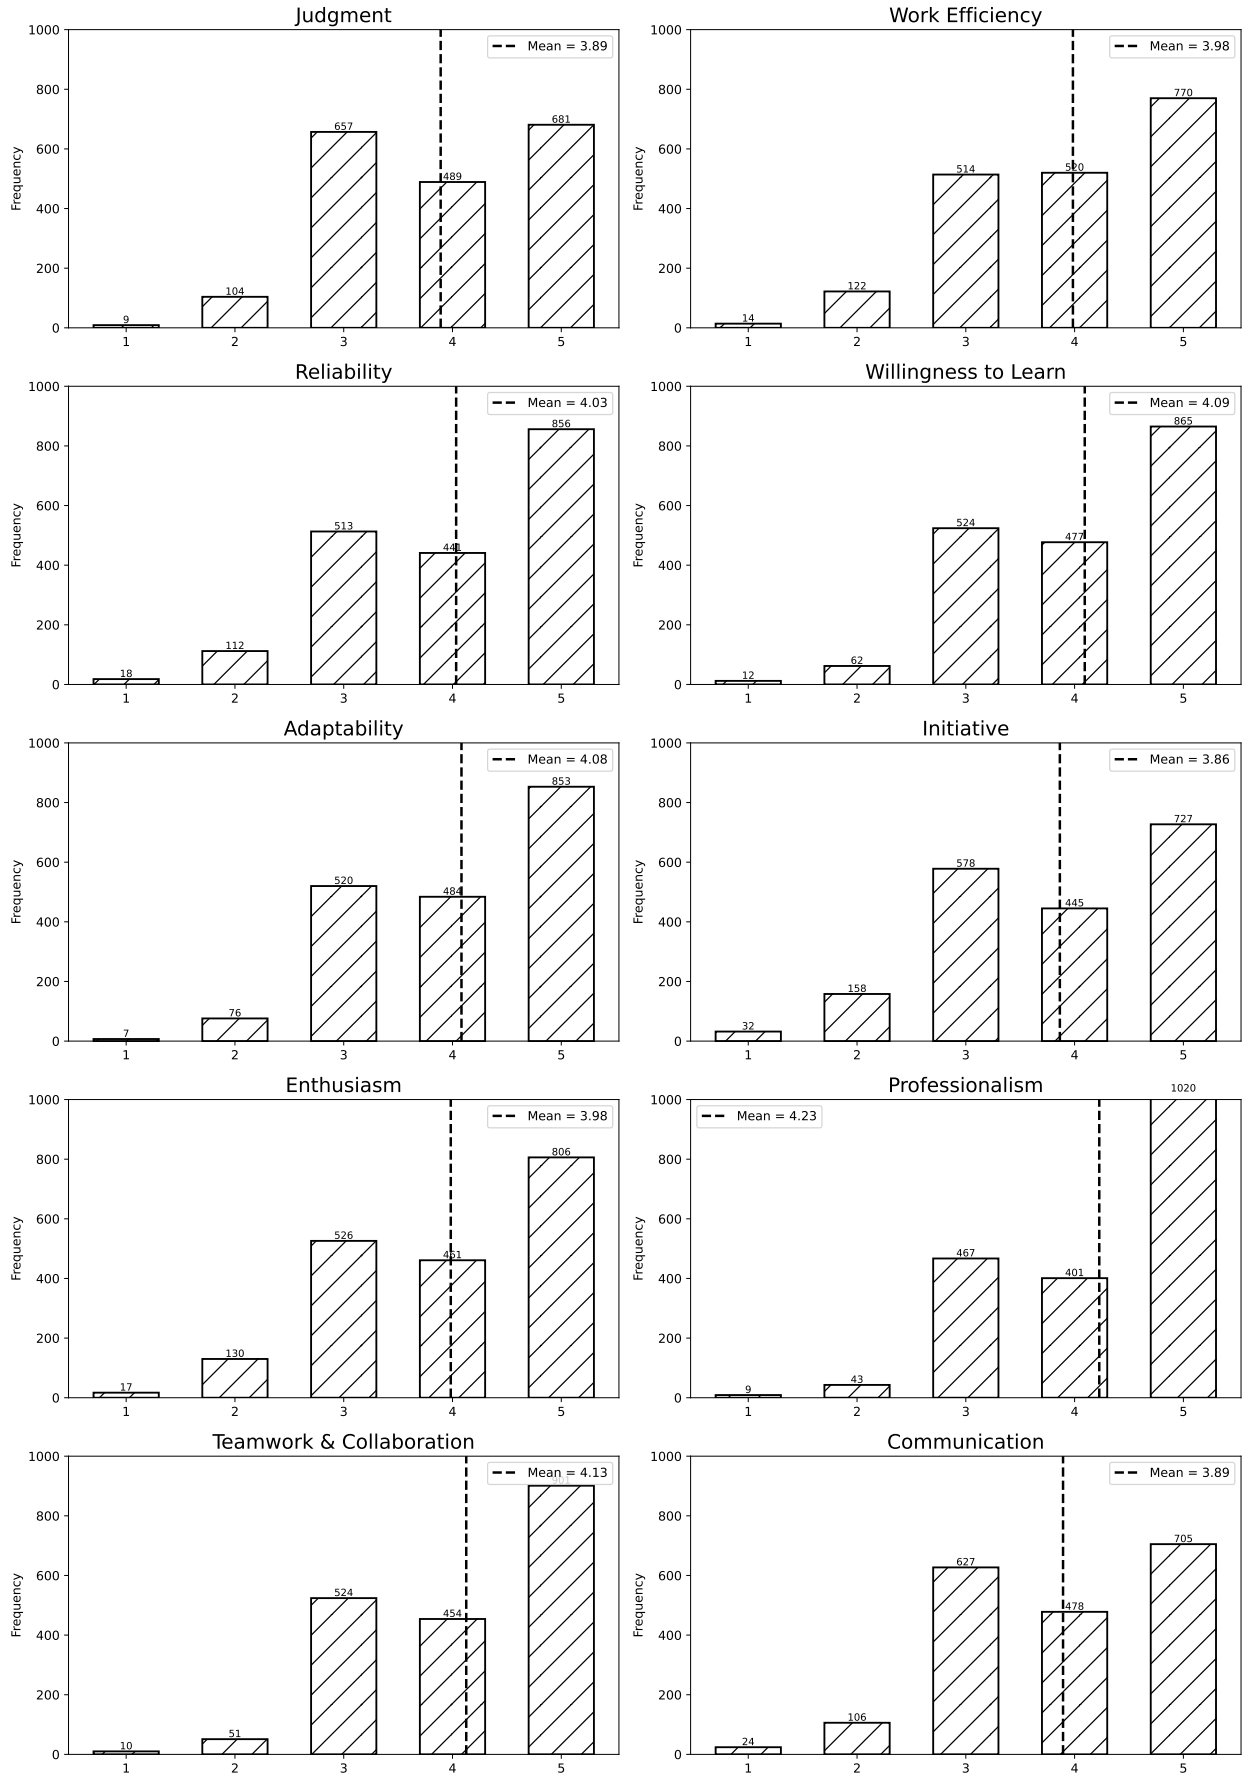 Judgment
Mean = 3.89
Frequency
1000
800
600
400
200
0
9
104
657
489
681
1 2 3 4 5
Work Efficiency
Mean = 3.98
Frequency
1000
800
600
400
200
0
14
122
514
520
770
1 2 3 4 5
Reliability
Mean = 4.03
Frequency
1000
800
600
400
200
0
18
112
513
441
856
1 2 3 4 5
Willingness to Learn
Mean = 4.09
Frequency
1000
800
600
400
200
0
12
62
524
477
865
1 2 3 4 5
Adaptability
Mean = 4.08
Frequency
1000
800
600
400
200
0
7
76
520
484
853
1 2 3 4 5
Initiative
Mean = 3.86
Frequency
1000
800
600
400
200
0
32
158
578
445
727
1 2 3 4 5
Enthusiasm
Mean = 3.98
Frequency
1000
800
600
400
200
0
17
130
526
461
806
1 2 3 4 5
Professionalism
Mean = 4.23
Frequency
1000
800
600
400
200
0
9
43
467
401
1020
1 2 3 4 5
Teamwork & Collaboration
Mean = 4.13
Frequency
1000
800
600
400
200
0
10
51
524
454
901
1 2 3 4 5
Communication
Mean = 3.89
Frequency
1000
800
600
400
200
0
24
106
627
478
705
1 2 3 4 5